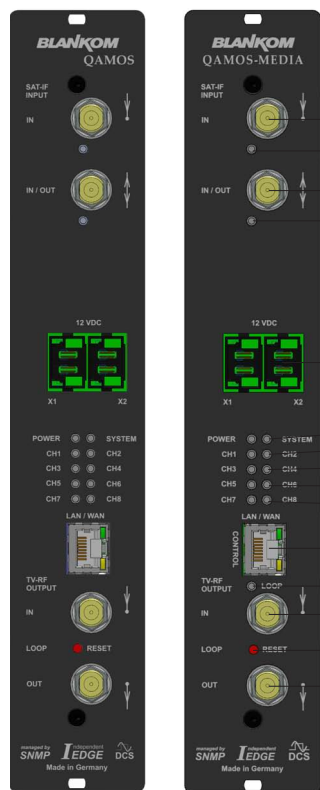 BLANKOM
QAMOS
SAT-IF
INPUT
IN
IN / OUT
12 VDC
X1 X2
POWER SYSTEM
CH1 CH2
CH3 CH4
CH5 CH6
CH7 CH8
LAN / WAN
TV-RF
OUTPUT
IN
LOOP RESET
OUT
managed by
SNMP
Independent
IEDGE
DCS
Made in Germany
BLANKOM
QAMOS-MEDIA
SAT-IF
INPUT
IN
IN / OUT
12 VDC
X1 X2
POWER SYSTEM
CH1 CH2
CH3 CH4
CH5 CH6
CH7 CH8
LAN / WAN
CONTROL
TV-RF
OUTPUT
LOOP
IN
LOOP RESET
OUT
managed by
SNMP
Independent
IEDGE
DCS
Made in Germany